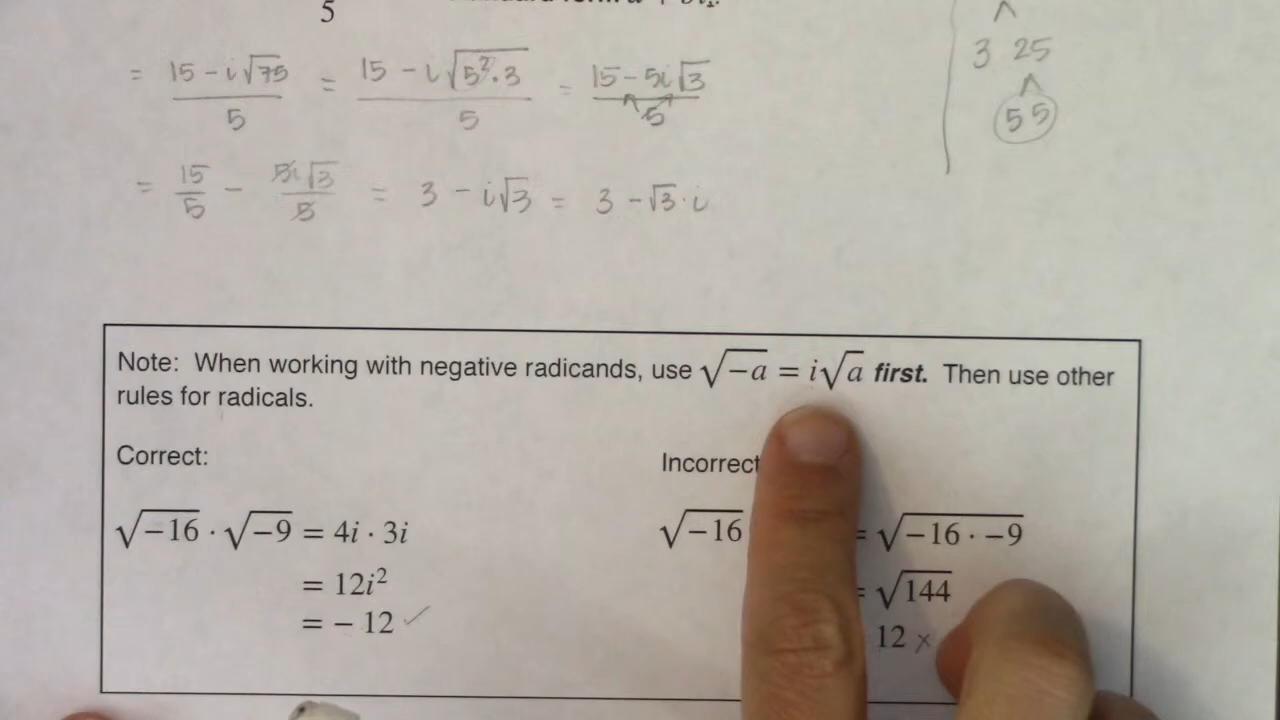 5
= 15 - i√75 / 5 = 15 - i√5²·3 / 5 = 15 - 5i√3 / 5
3 25
5 5
= 15/5 - 5i√3/5 = 3 - i√3 = 3 - √3·i
Note: When working with negative radicands, use √-a = i√a first. Then use other
rules for radicals.
Correct:
Incorrect
√-16 · √-9 = 4i · 3i
= 12i²
= - 12 ✓
√-16 = √-16 · -9
= √144
12 ×